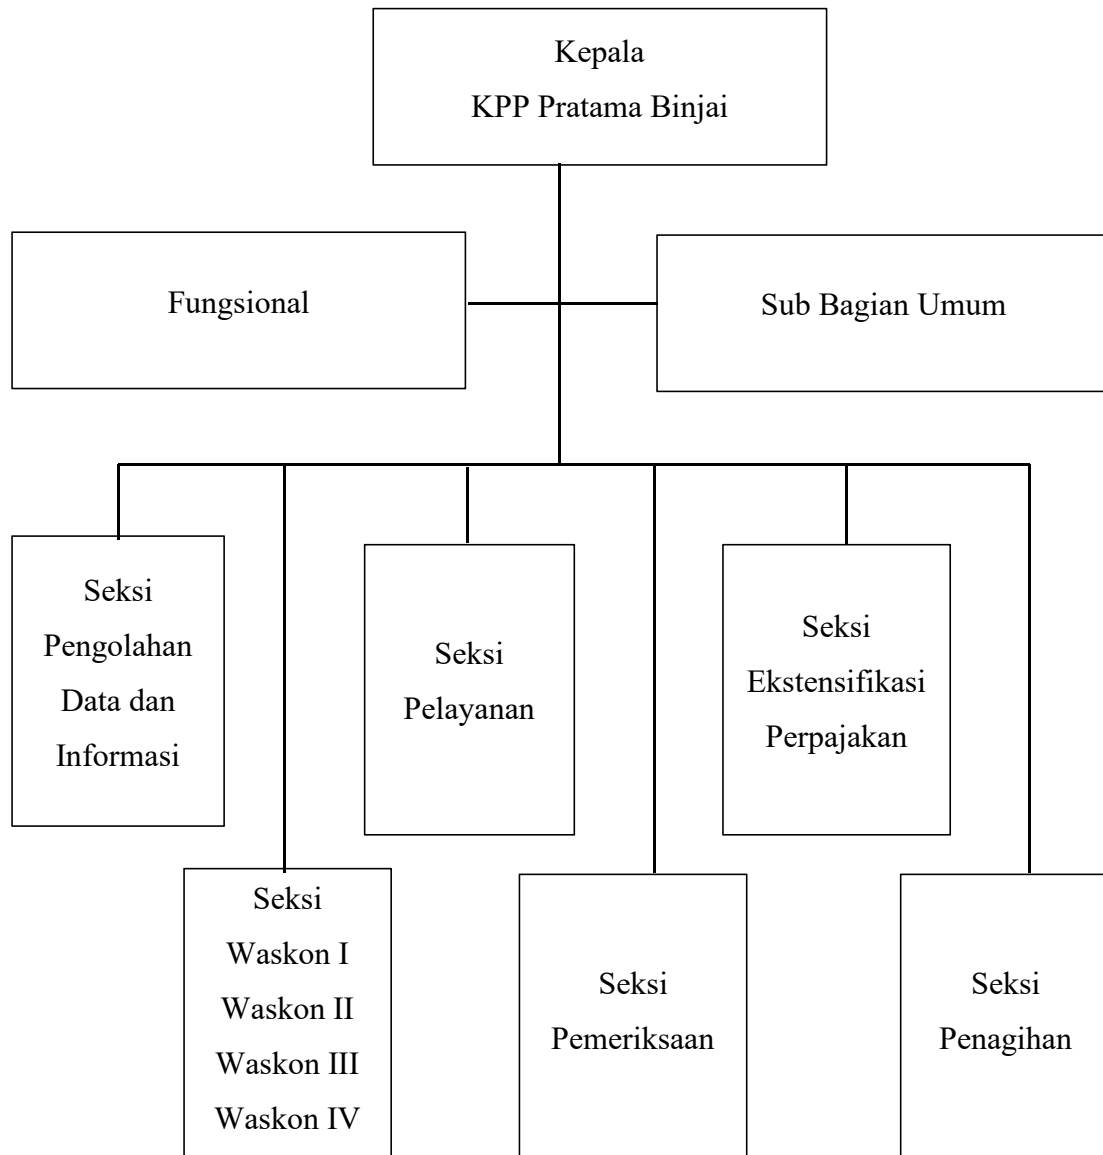 Kepala
KPP Pratama Binjai
Fungsional
Sub Bagian Umum
Seksi
Pengolahan
Data dan
Informasi
Seksi
Pelayanan
Seksi
Ekstensifikasi
Perpajakan
Seksi
Waskon I
Waskon II
Waskon III
Waskon IV
Seksi
Pemeriksaan
Seksi
Penagihan